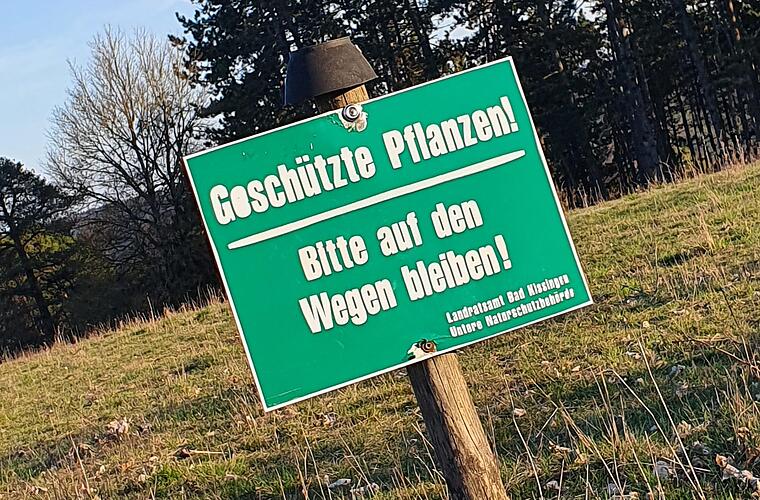 Geschützte Pflanzen!
Bitte auf den
Wegen bleiben!
Landratsamt Bad Kissingen
Untere Naturschutzbehörde